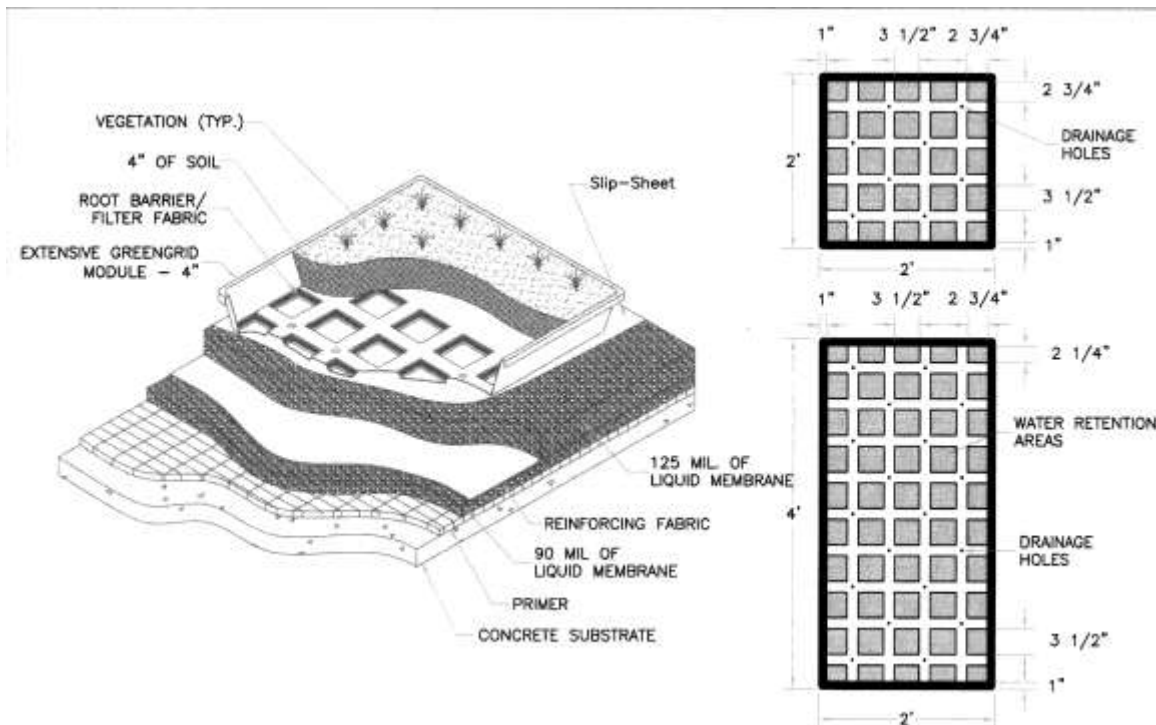 VEGETATION (TYP.)
4" OF SOIL
ROOT BARRIER/
FILTER FABRIC
EXTENSIVE GREENGRID
MODULE – 4"
Slip-Sheet
125 MIL. OF
LIQUID MEMBRANE
REINFORCING FABRIC
90 MIL OF
LIQUID MEMBRANE
PRIMER
CONCRETE SUBSTRATE
1" 3 1/2" 2 3/4"
2 3/4"
DRAINAGE
HOLES
2'
3 1/2"
1"
2'
1" 3 1/2" 2 3/4"
2 1/4"
WATER RETENTION
AREAS
4'
DRAINAGE
HOLES
3 1/2"
1"
2'